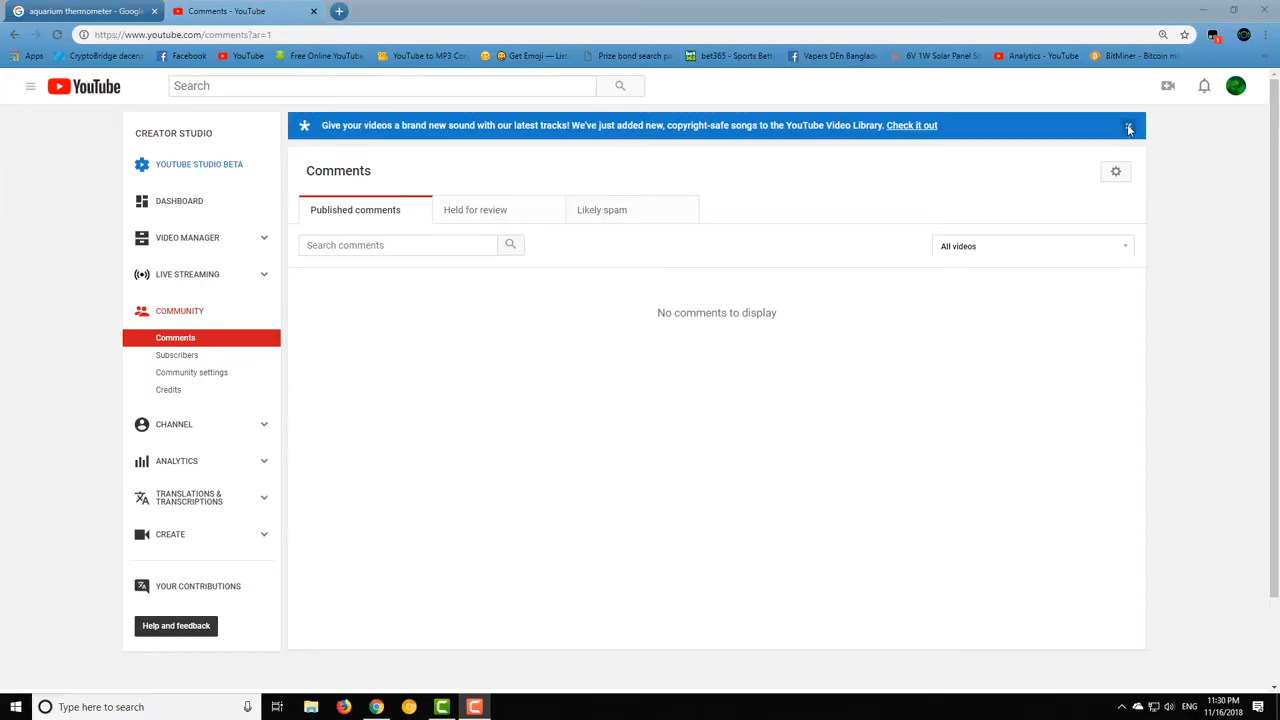 aquarium thermometer - Google
Comments - YouTube
https://www.youtube.com/comments?ar=1
Apps
CryptoBridge decent
Facebook
YouTube
Free Online YouTube
YouTube to MP3 Con
Get Emoji — List
Prize bond search p
bet365 - Sports Bett
Vapers DEn Banglade
6V 1W Solar Panel S
Analytics - YouTube
BitMiner - Bitcoin m
YouTube
Search
CREATOR STUDIO
YOUTUBE STUDIO BETA
DASHBOARD
VIDEO MANAGER
LIVE STREAMING
COMMUNITY
Comments
Subscribers
Community settings
Credits
CHANNEL
ANALYTICS
TRANSLATIONS &
TRANSCRIPTIONS
CREATE
YOUR CONTRIBUTIONS
Help and feedback
Give your videos a brand new sound with our latest tracks! We've just added new, copyright-safe songs to the YouTube Video Library. Check it out
Comments
Published comments
Held for review
Likely spam
Search comments
All videos
No comments to display
Type here to search
ENG
11:30 PM
11/16/2018